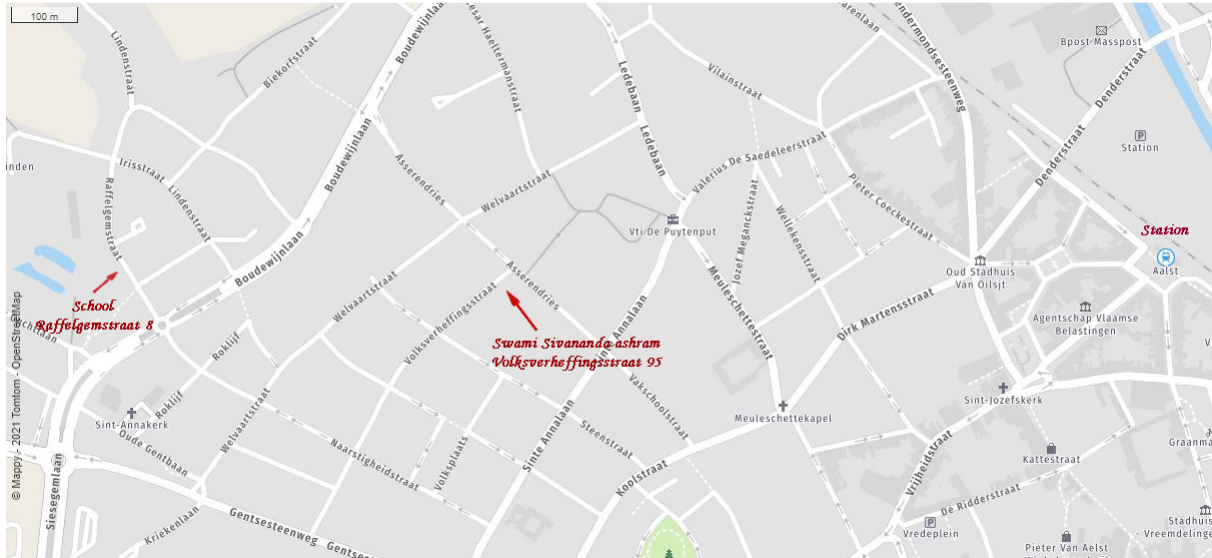 100 m
Lindenstraat
Biekorfstraat
Boudewijnlaan
Boudewijnlaan
Ledebaan
Ledebaan
Vilainstraat
Bpost Masspost
Denderstraat
Station
Irisstraat
Lindenstraat
Raffelgemstraat
Boudewijnlaan
Boudewijnlaan
Asserendries
Welvaartstraat
Valerius De Saedeleerstraat
Pieter Coeckestraat
Denderstraat
Vti De Puytenput
Jozef Meganckstraat
Wellekensstraat
Oud Stadhuis
Van Oilsjt
Station
Aalst
School
Raffelgemstraat 8
Asserendries
Welvaartstraat
Volksverheffingsstraat
Swami Sivananda ashram
Volksverheffingsstraat 95
Meuleschettestraat
Dirk Martensstraat
Agentschap Vlaamse
Belastingen
Roklijf
Roklijf
Sint-Annakerk
Oude Gentbaan
Welvaartstraat
Naarstigheidstraat
Volksplaats
Sinte Annalaan
Steenstraat
Vakschoolstraat
Meuleschettekapel
Sint-Jozefskerk
Koolstraat
Vrijheidstraat
Kattestraat
De Ridderstraat
Siesegemlaan
Kriekenlaan
Gentsesteenweg
Vredeplein
Pieter Van Aelst
© Mappy - 2021 Tomtom - OpenStreetMap